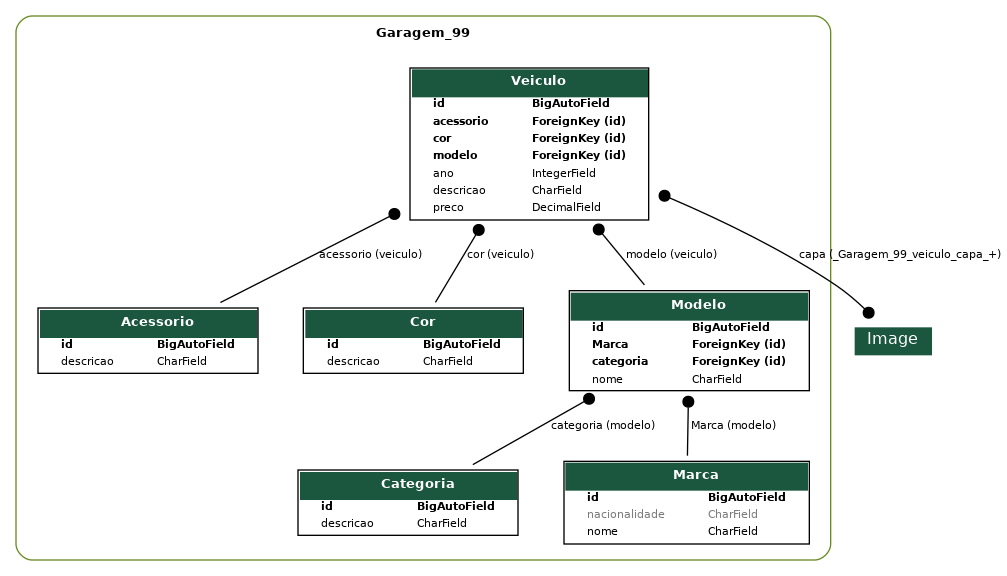 Garagem_99
Veiculo
id BigAutoField
acessorio ForeignKey (id)
cor ForeignKey (id)
modelo ForeignKey (id)
ano IntegerField
descricao CharField
preco DecimalField
acessorio (veiculo)
cor (veiculo)
modelo (veiculo)
capa (_Garagem_99_veiculo_capa_+)
Acessorio
id BigAutoField
descricao CharField
Cor
id BigAutoField
descricao CharField
Modelo
id BigAutoField
Marca ForeignKey (id)
categoria ForeignKey (id)
nome CharField
Image
categoria (modelo)
Marca (modelo)
Categoria
id BigAutoField
descricao CharField
Marca
id BigAutoField
nacionalidade CharField
nome CharField